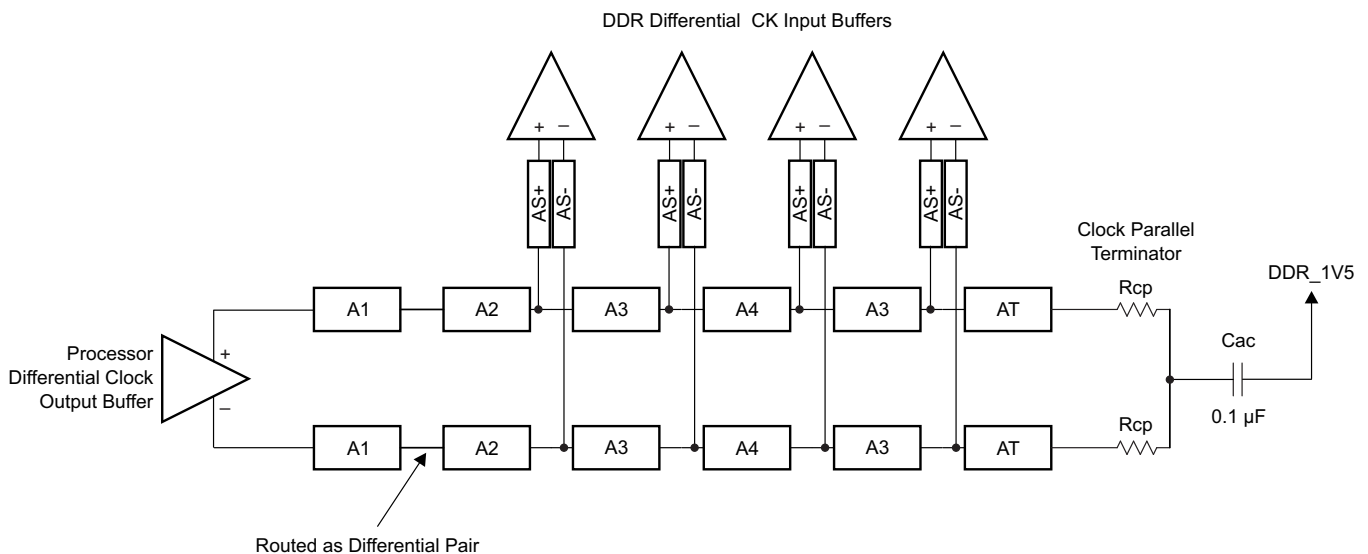 DDR Differential CK Input Buffers
+ – + – + – + –
AS+ AS- AS+ AS- AS+ AS- AS+ AS-
Clock Parallel
Terminator
DDR_1V5
A1 A2 A3 A4 A3 AT Rcp
Processor
Differential Clock
Output Buffer
+
–
Cac
0.1 µF
A1 A2 A3 A4 A3 AT Rcp
Routed as Differential Pair